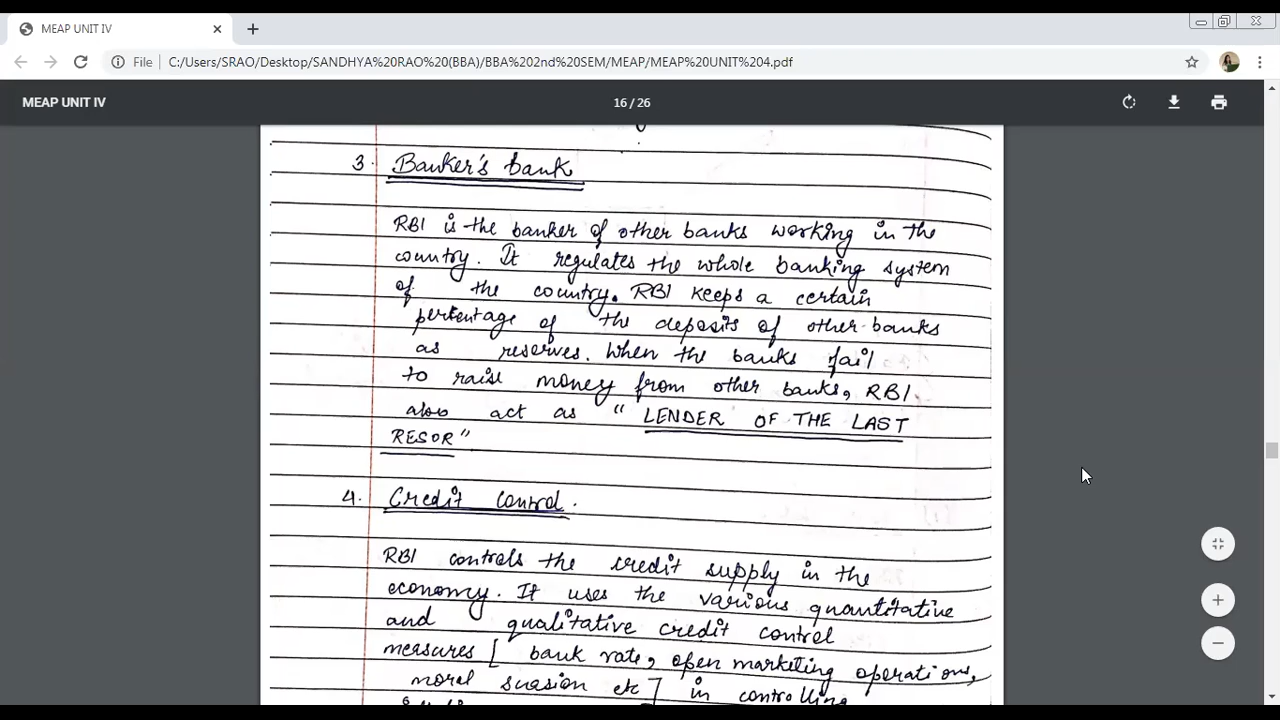 MEAP UNIT IV
File C:/Users/SRAO/Desktop/SANDHYA%20RAO%20(BBA)/BBA%202nd%20SEM/MEAP/MEAP%20UNIT%204.pdf
MEAP UNIT IV 16 / 26
3. Banker's bank
RBI is the banker of other banks working in the
country. It regulates the whole banking system
of the country. RBI keeps a certain
percentage of the deposits of other banks
as reserves. When the banks fail
to raise money from other banks, RBI
also act as " LENDER OF THE LAST
RESOR"
4. Credit Control.
RBI controls the credit supply in the
economy. It uses the various quantitative
and qualitative credit control
measures [ bank rate, open marketing operations,
moral suasion etc ] in controlling